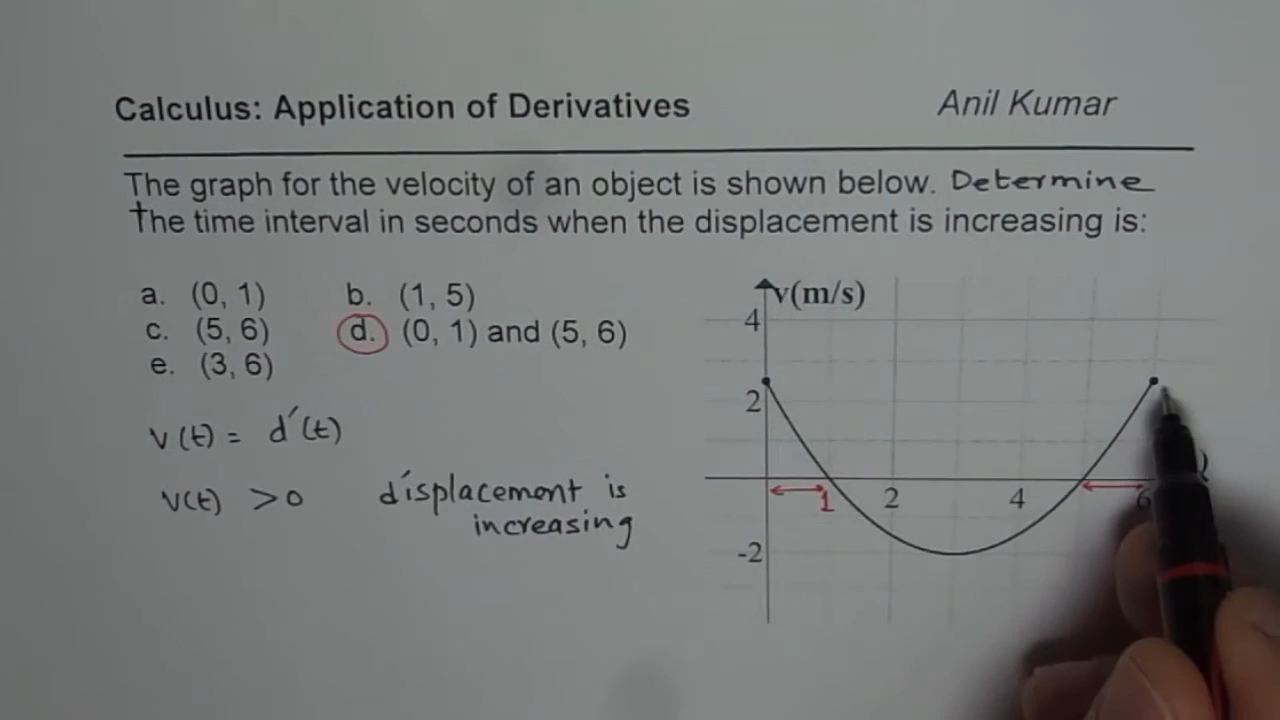 Calculus: Application of Derivatives Anil Kumar
The graph for the velocity of an object is shown below. Determine
the time interval in seconds when the displacement is increasing is:
a. (0, 1) b. (1, 5)
c. (5, 6) d. (0, 1) and (5, 6)
e. (3, 6)
v(t) = d′(t)
v(t) > 0 displacement is
increasing
v(m/s)
4
2
1 2 4 6
-2